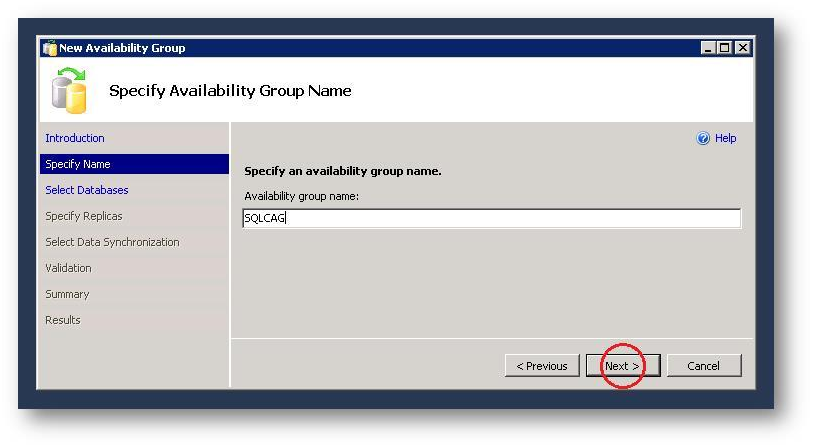 New Availability Group
Specify Availability Group Name
Introduction
Specify Name
Select Databases
Specify Replicas
Select Data Synchronization
Validation
Summary
Results
Help
Specify an availability group name.
Availability group name:
SQLCAG
< Previous
Next >
Cancel